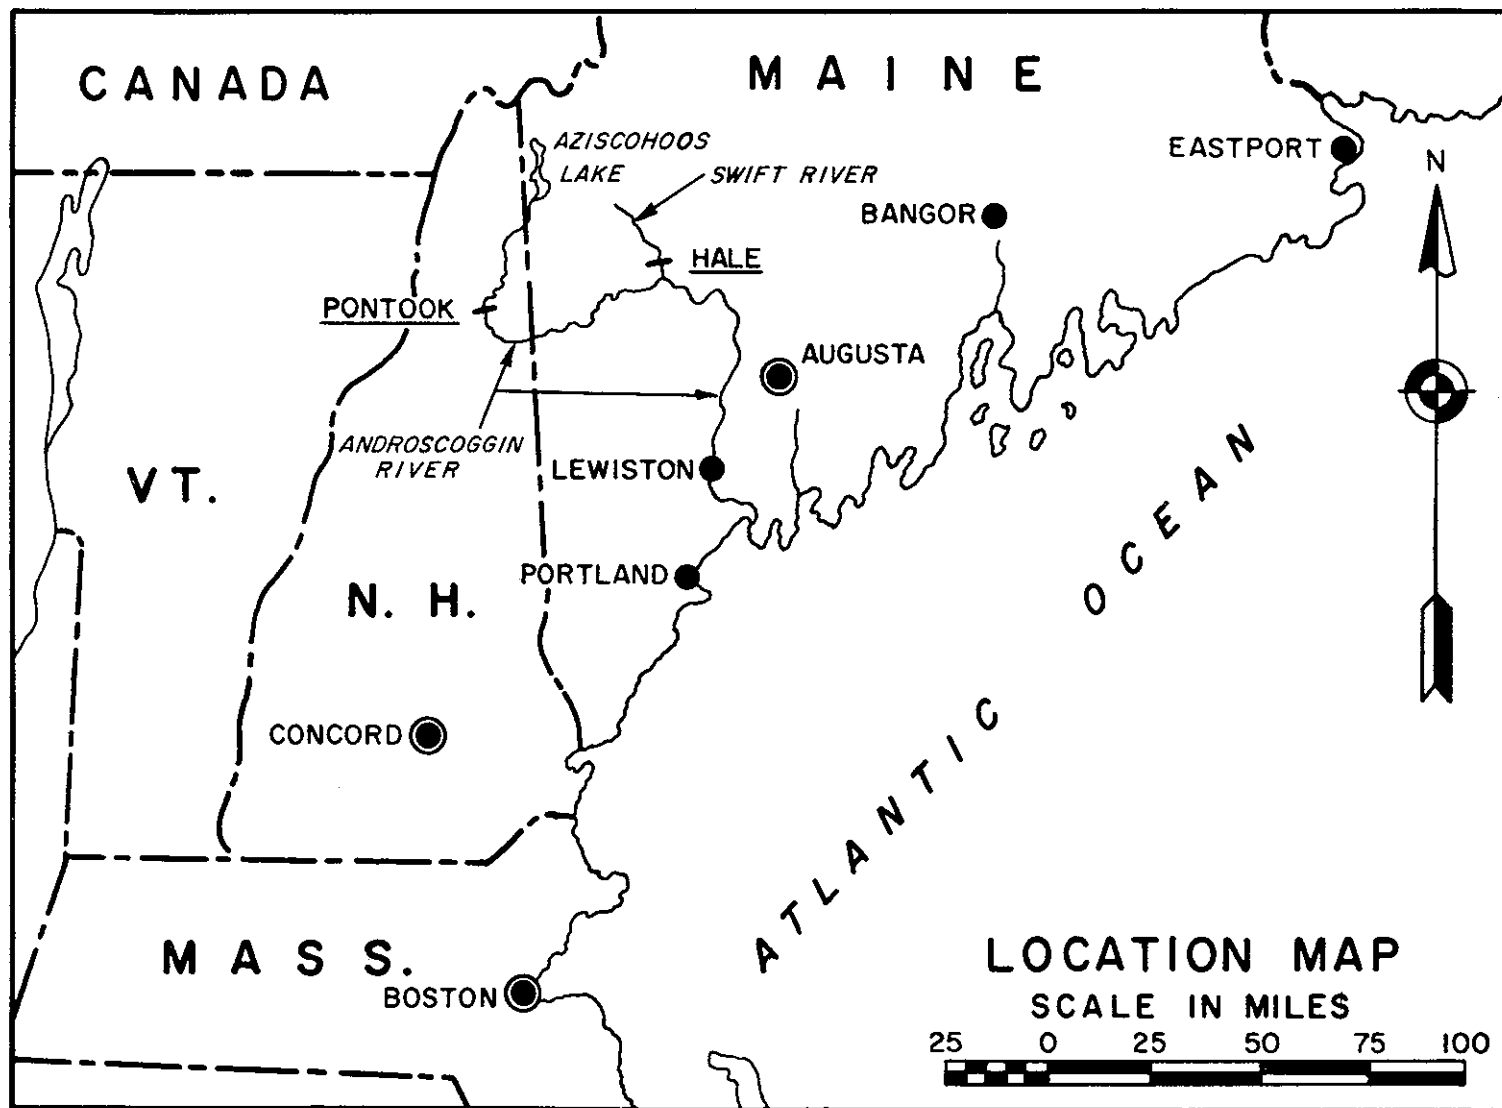 CANADA
MAINE
AZISCOHOOS
LAKE
SWIFT RIVER
EASTPORT
N
BANGOR
HALE
PONTOOK
AUGUSTA
ANDROSCOGGIN
RIVER
LEWISTON
VT.
PORTLAND
N. H.
ATLANTIC OCEAN
CONCORD
MASS.
BOSTON
LOCATION MAP
SCALE IN MILES
25 0 25 50 75 100